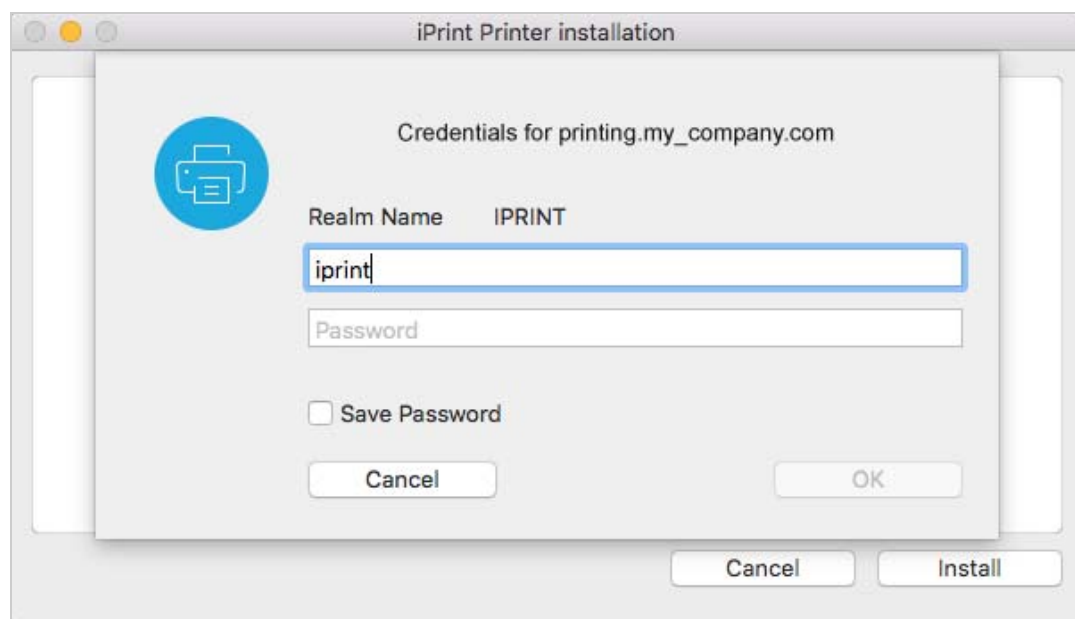 iPrint Printer installation
Credentials for printing.my_company.com
Realm Name IPRINT
iprint
Password
Save Password
Cancel OK
Cancel Install